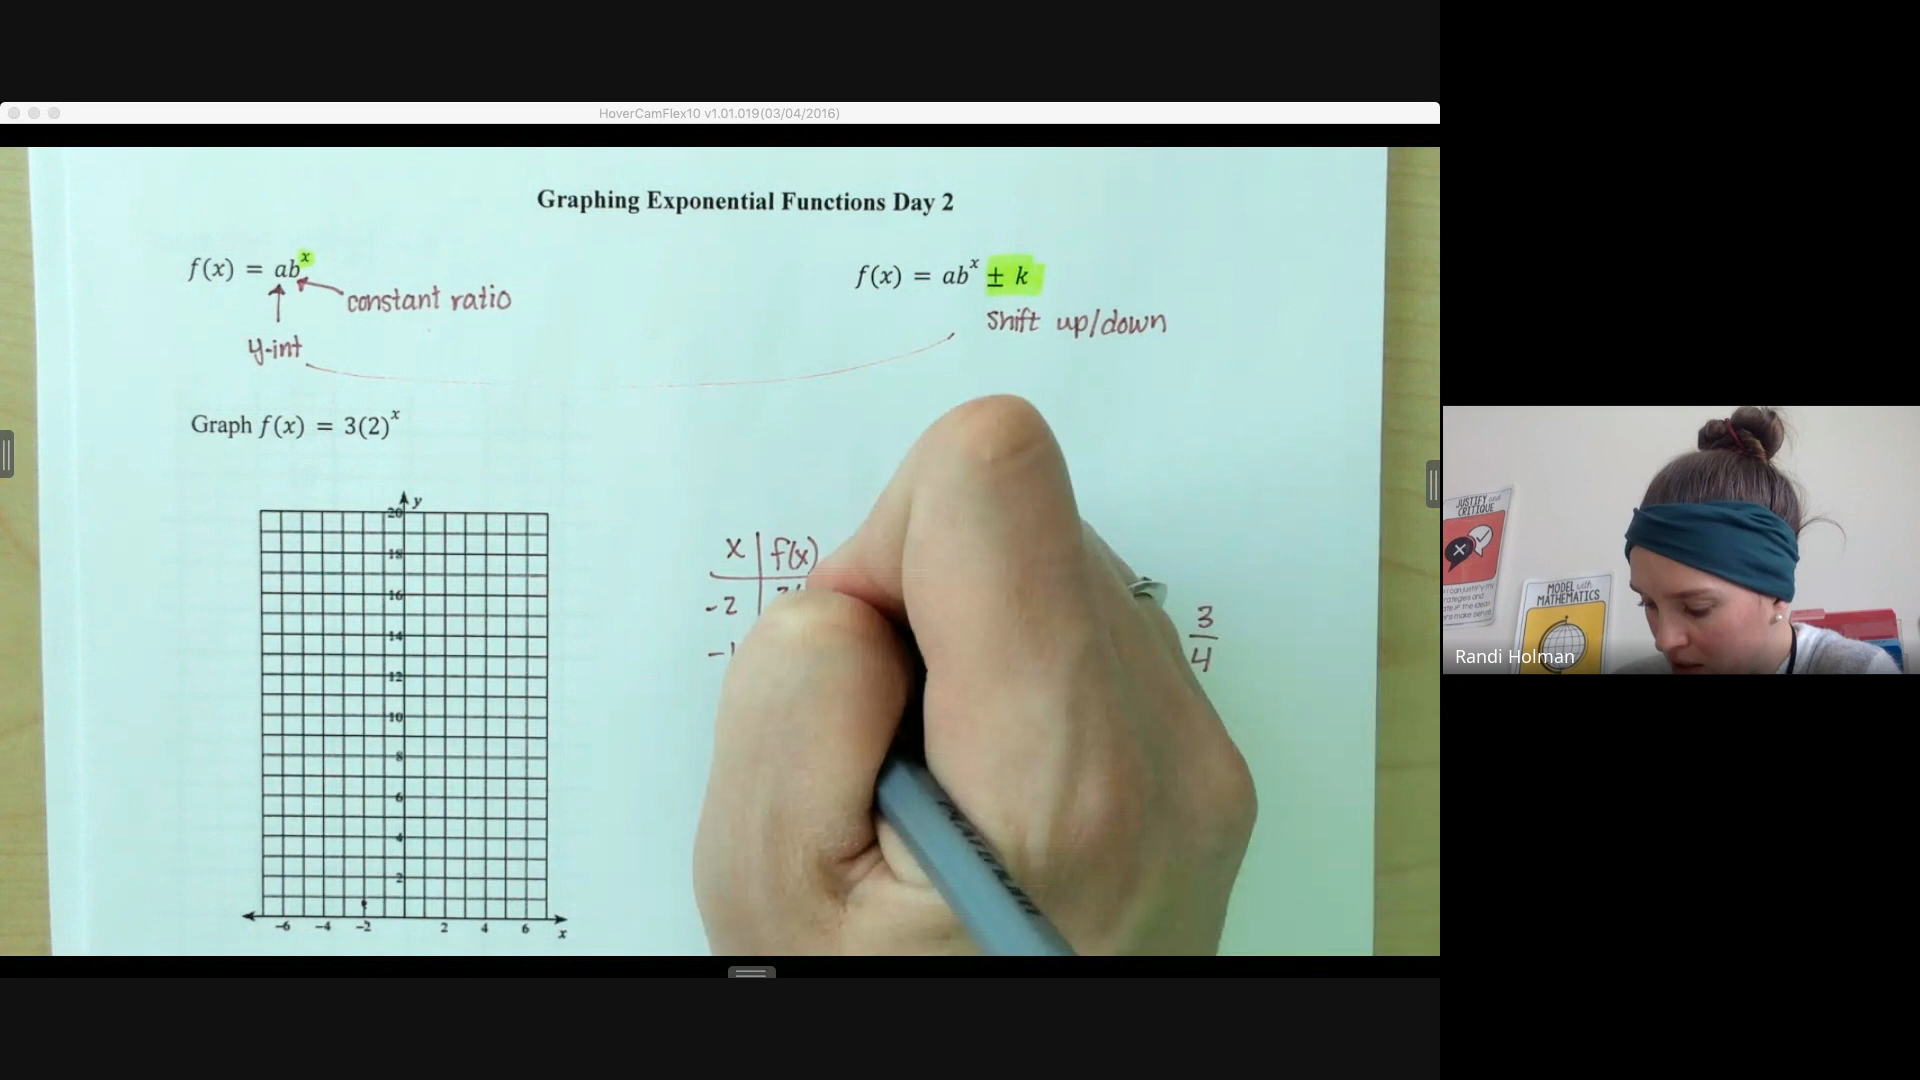 HoverCamFlex10 v1.01.019(03/04/2016)
Graphing Exponential Functions Day 2
f(x) = ab^x
constant ratio
y-int
f(x) = ab^x ± k
Shift up/down
Graph f(x) = 3(2)^x
y
20
18
16
14
12
10
8
6
4
2
-6 -4 -2 2 4 6
x
x f(x)
-2
-1
3
4
JUSTIFY and
CRITIQUE
MODEL with
MATHEMATICS
Randi Holman